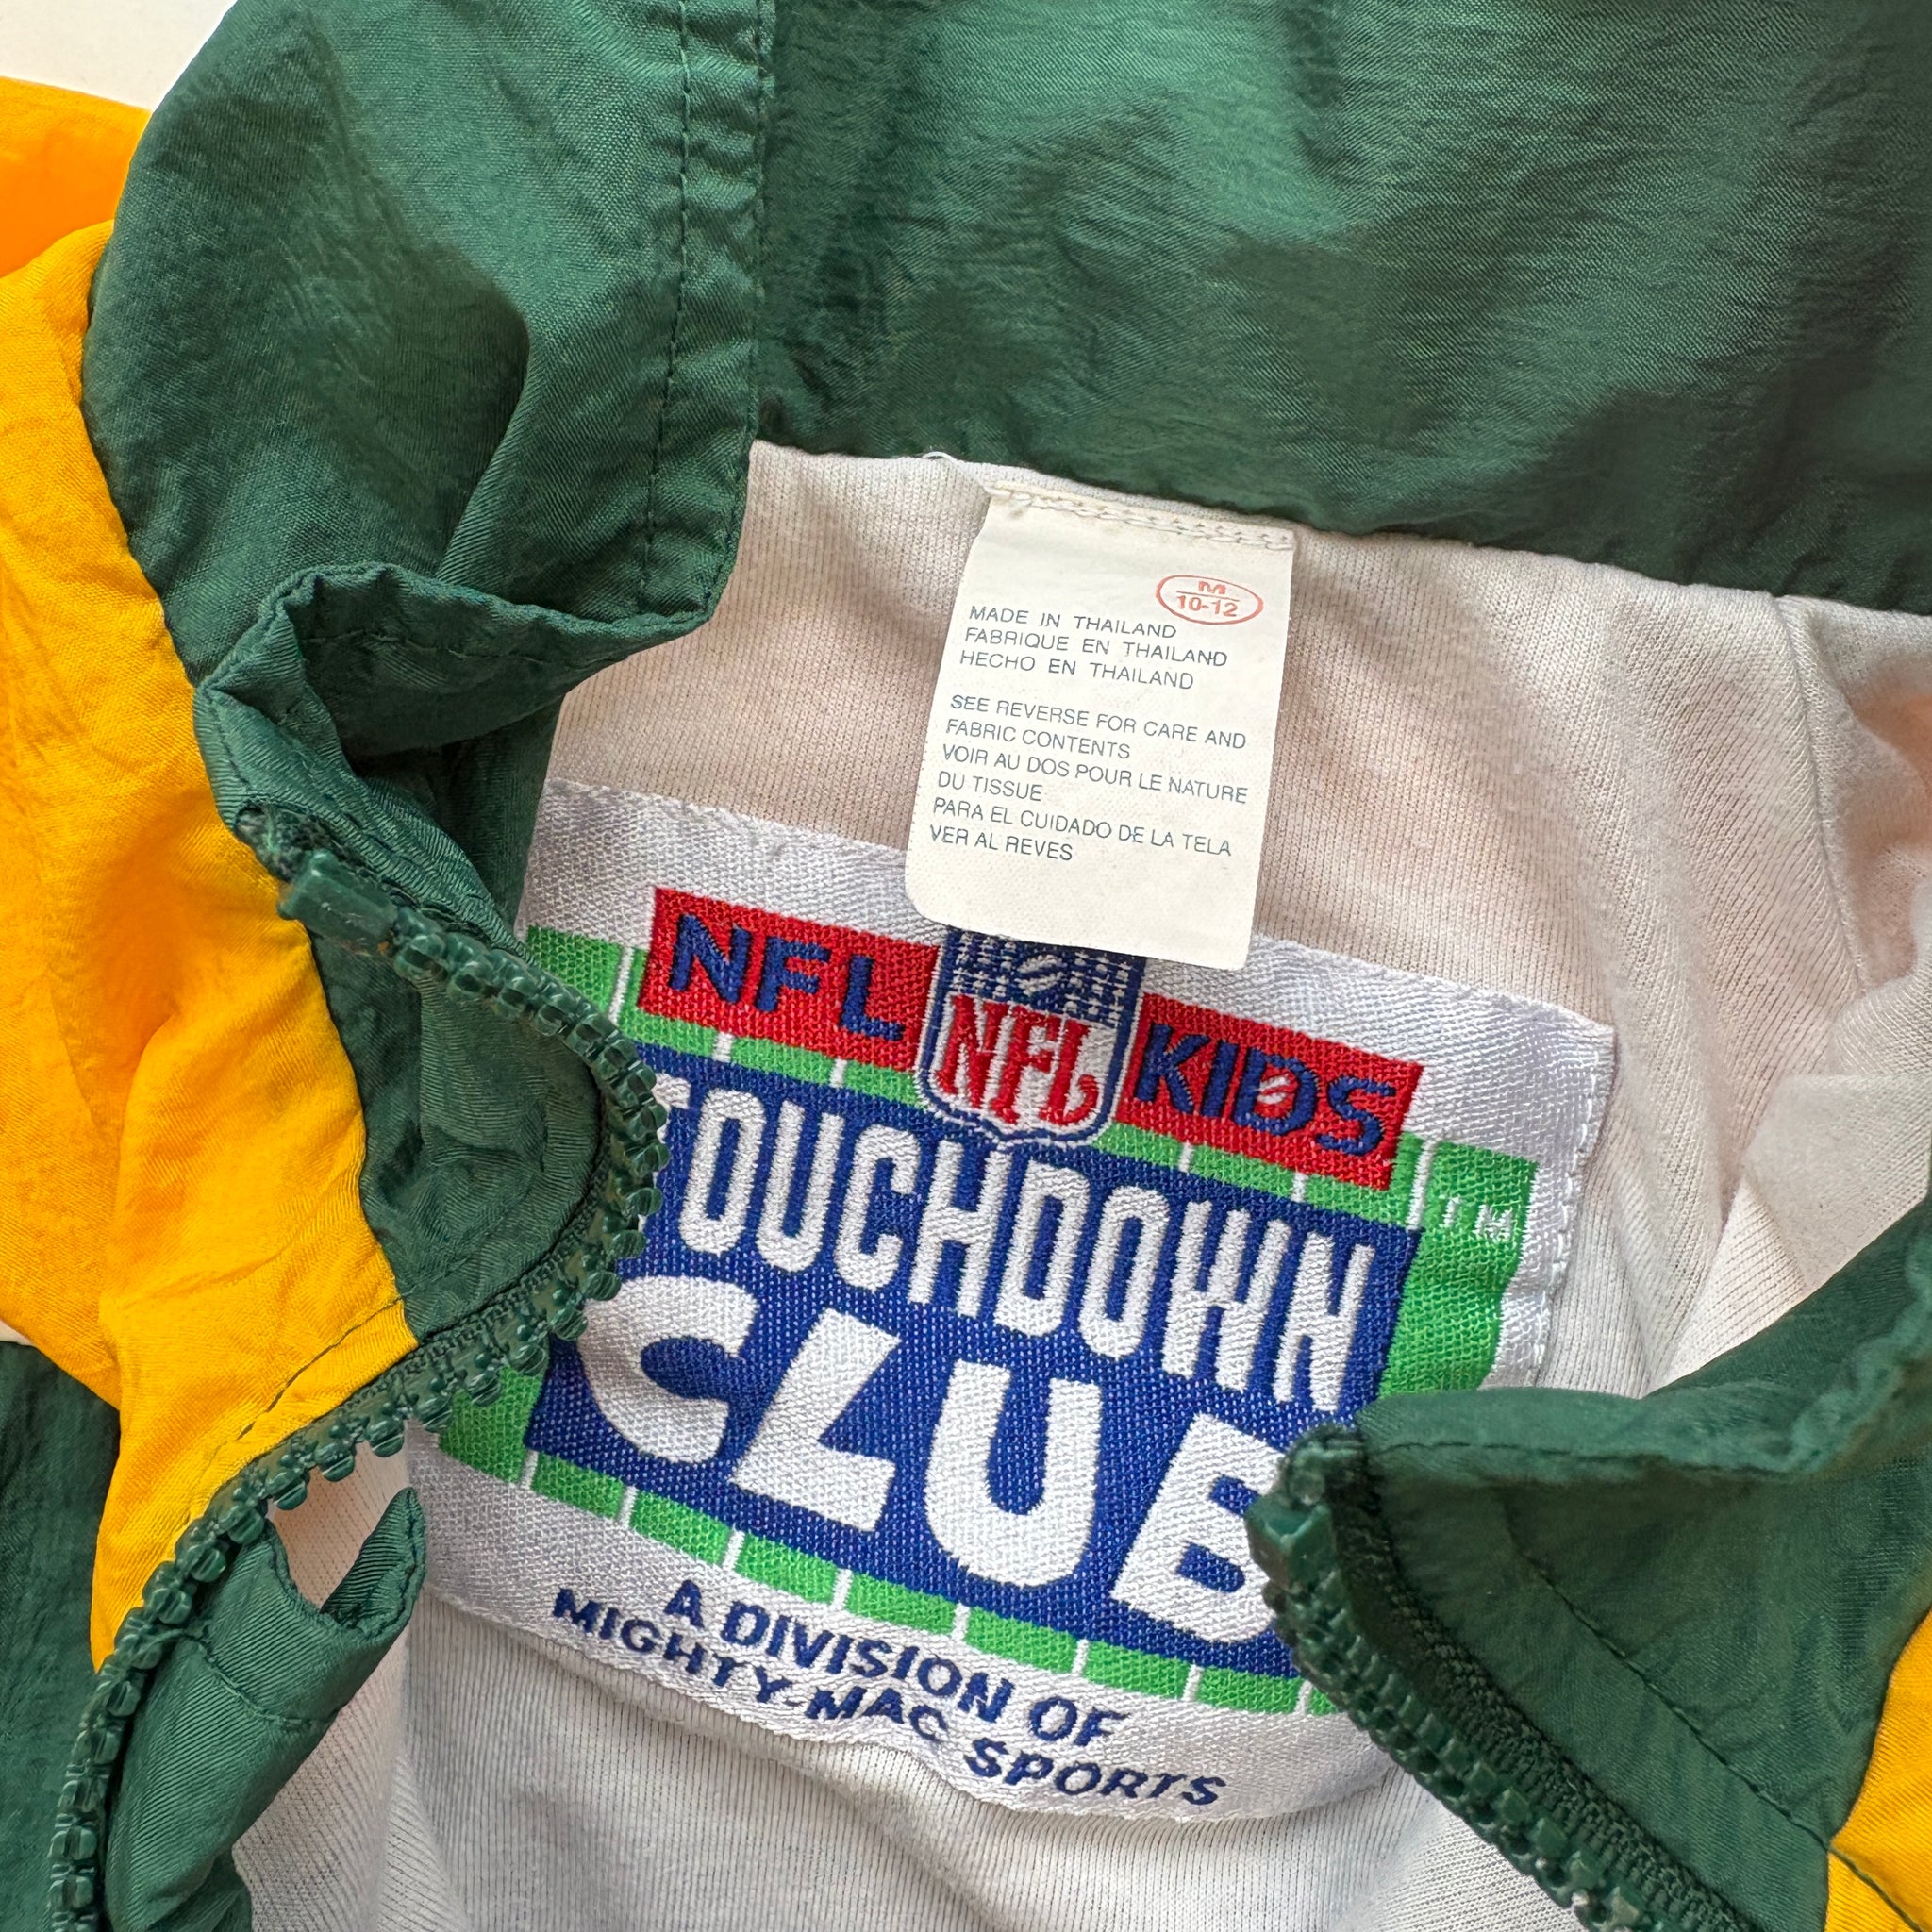 M
10-12
MADE IN THAILAND
FABRIQUE EN THAILAND
HECHO EN THAILAND
SEE REVERSE FOR CARE AND
FABRIC CONTENTS
VOIR AU DOS POUR LE NATURE
DU TISSUE
PARA EL CUIDADO DE LA TELA
VER AL REVES
NFL NFL KIDS
TOUCHDOWN TM
CLUB
A DIVISION OF
MIGHTY-MAC SPORTS